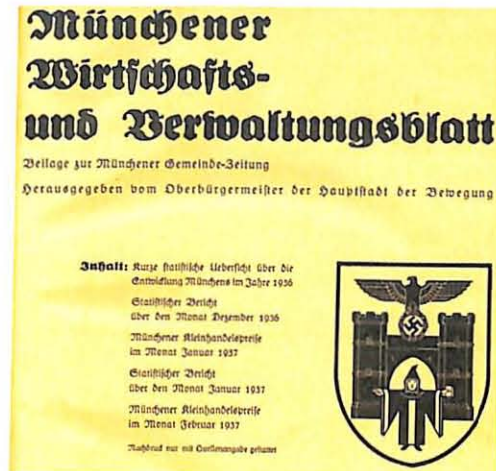 Münchener
Wirtschafts-
und Verwaltungsblatt
Beilage zur Münchener Gemeinde-Zeitung
Herausgegeben vom Oberbürgermeister der Hauptstadt der Bewegung
Inhalt: Kurze statistische Uebersicht über die
Entwicklung Münchens im Jahre 1936
Statistischer Bericht
über den Monat Dezember 1936
Münchener Kleinhandelspreise
im Monat Januar 1937
Statistischer Bericht
über den Monat Januar 1937
Münchener Kleinhandelspreise
im Monat Februar 1937
Nachdruck nur mit Quellenangabe gestattet